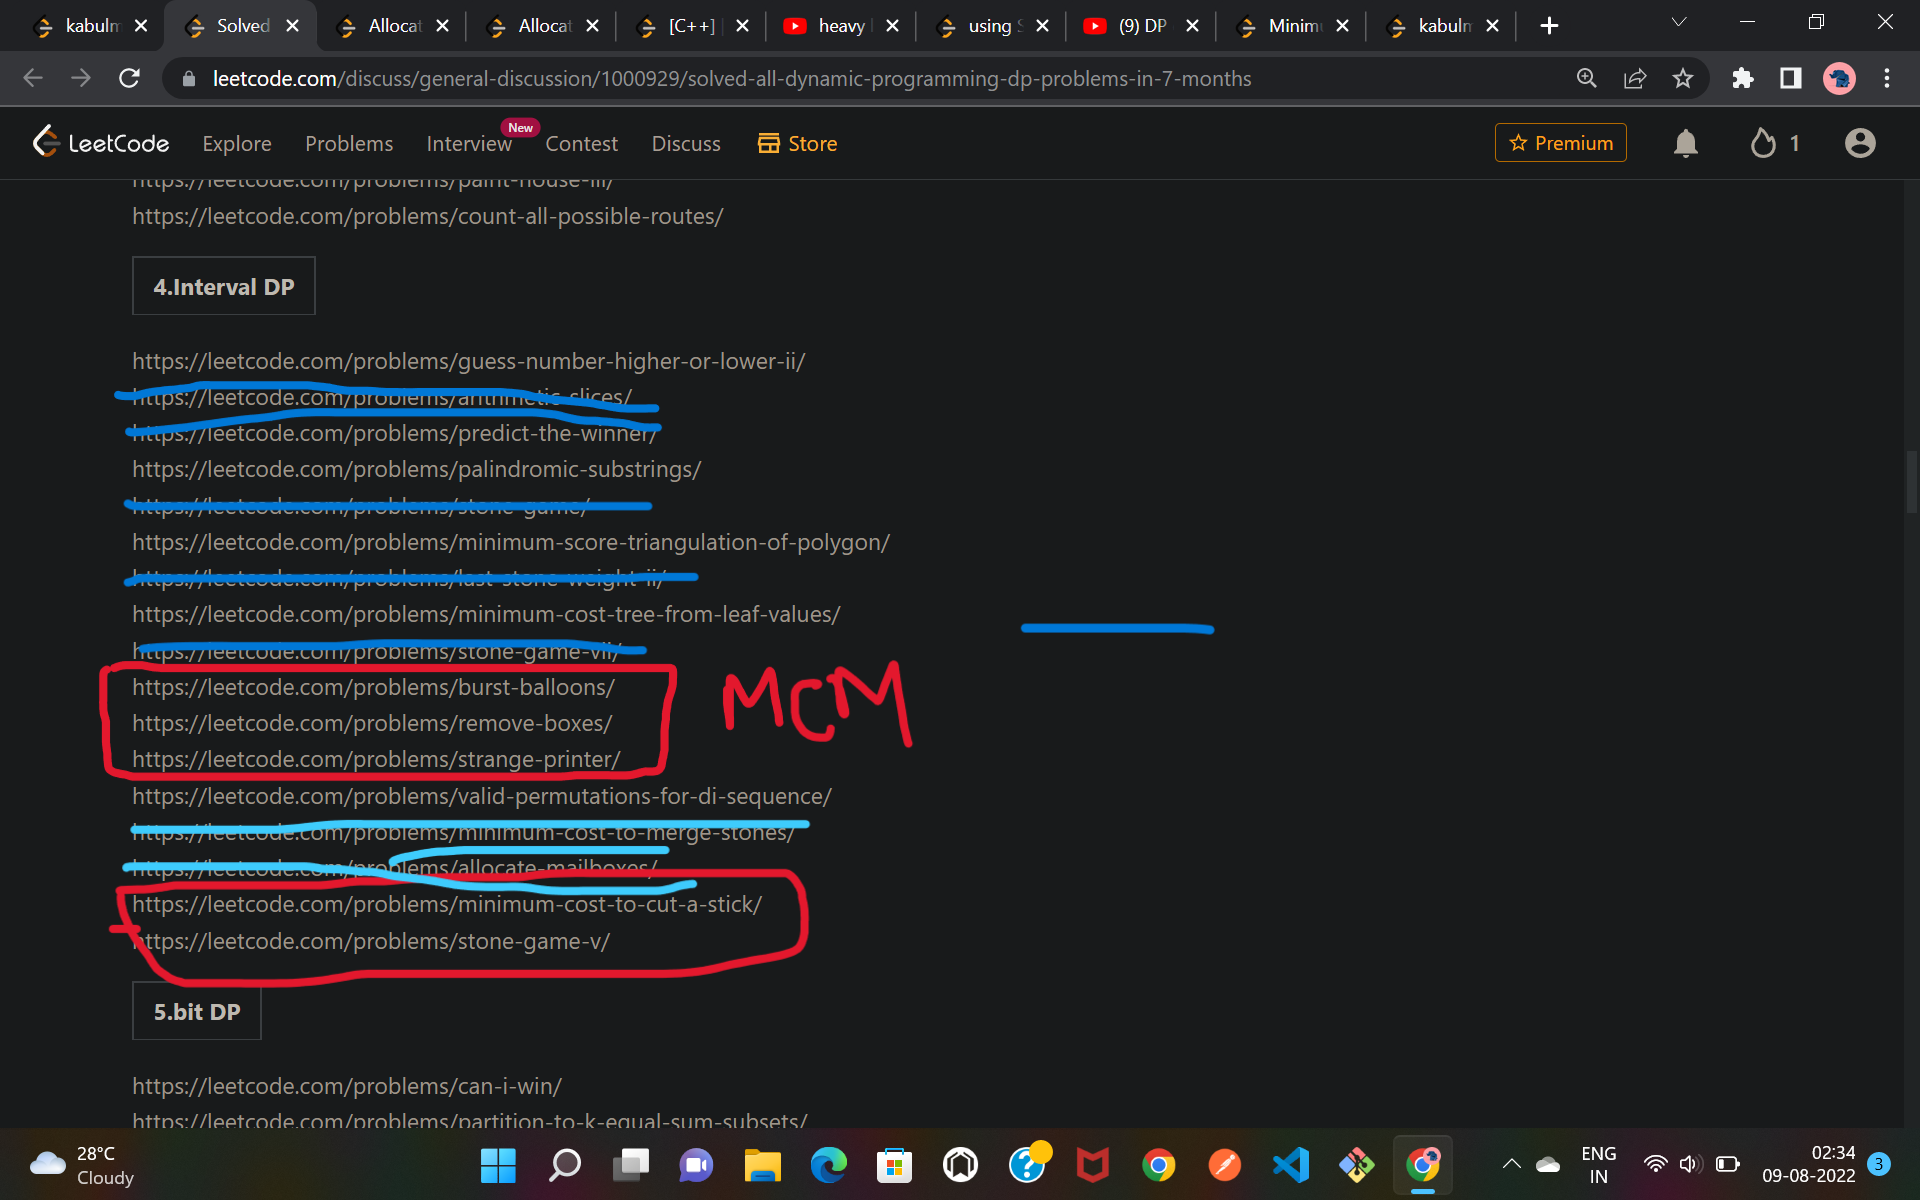 kabulm
Solved
Allocat
Allocat
[C++]
heavy
using S
(9) DP
Minim
kabulm
leetcode.com/discuss/general-discussion/1000929/solved-all-dynamic-programming-dp-problems-in-7-months
LeetCode Explore Problems Interview New Contest Discuss Store Premium 1
https://leetcode.com/problems/paint-house-iii/
https://leetcode.com/problems/count-all-possible-routes/
4.Interval DP
https://leetcode.com/problems/guess-number-higher-or-lower-ii/
https://leetcode.com/problems/arithmetic-slices/
https://leetcode.com/problems/predict-the-winner/
https://leetcode.com/problems/palindromic-substrings/
https://leetcode.com/problems/stone-game/
https://leetcode.com/problems/minimum-score-triangulation-of-polygon/
https://leetcode.com/problems/last-stone-weight-ii/
https://leetcode.com/problems/minimum-cost-tree-from-leaf-values/
https://leetcode.com/problems/stone-game-vii/
https://leetcode.com/problems/burst-balloons/
MCM
https://leetcode.com/problems/remove-boxes/
https://leetcode.com/problems/strange-printer/
https://leetcode.com/problems/valid-permutations-for-di-sequence/
https://leetcode.com/problems/minimum-cost-to-merge-stones/
https://leetcode.com/problems/allocate-mailboxes/
https://leetcode.com/problems/minimum-cost-to-cut-a-stick/
https://leetcode.com/problems/stone-game-v/
5.bit DP
https://leetcode.com/problems/can-i-win/
https://leetcode.com/problems/partition-to-k-equal-sum-subsets/
28°C
Cloudy
ENG
IN
02:34
09-08-2022
3